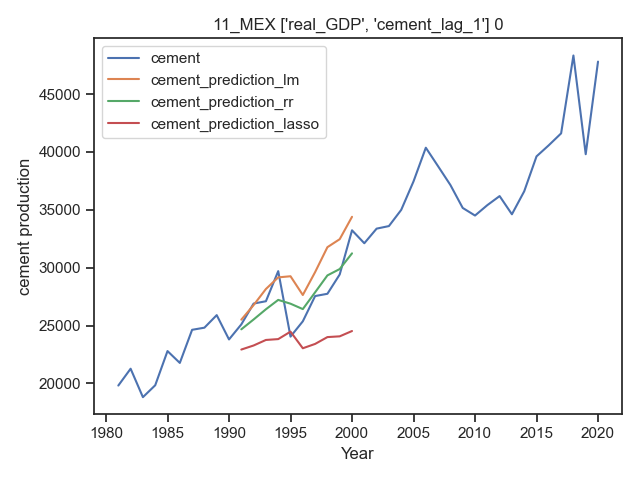 11_MEX ['real_GDP', 'cement_lag_1'] 0
cement
cement_prediction_lm
cement_prediction_rr
cement_prediction_lasso
45000
40000
35000
30000
25000
20000
cement production
1980 1985 1990 1995 2000 2005 2010 2015 2020
Year